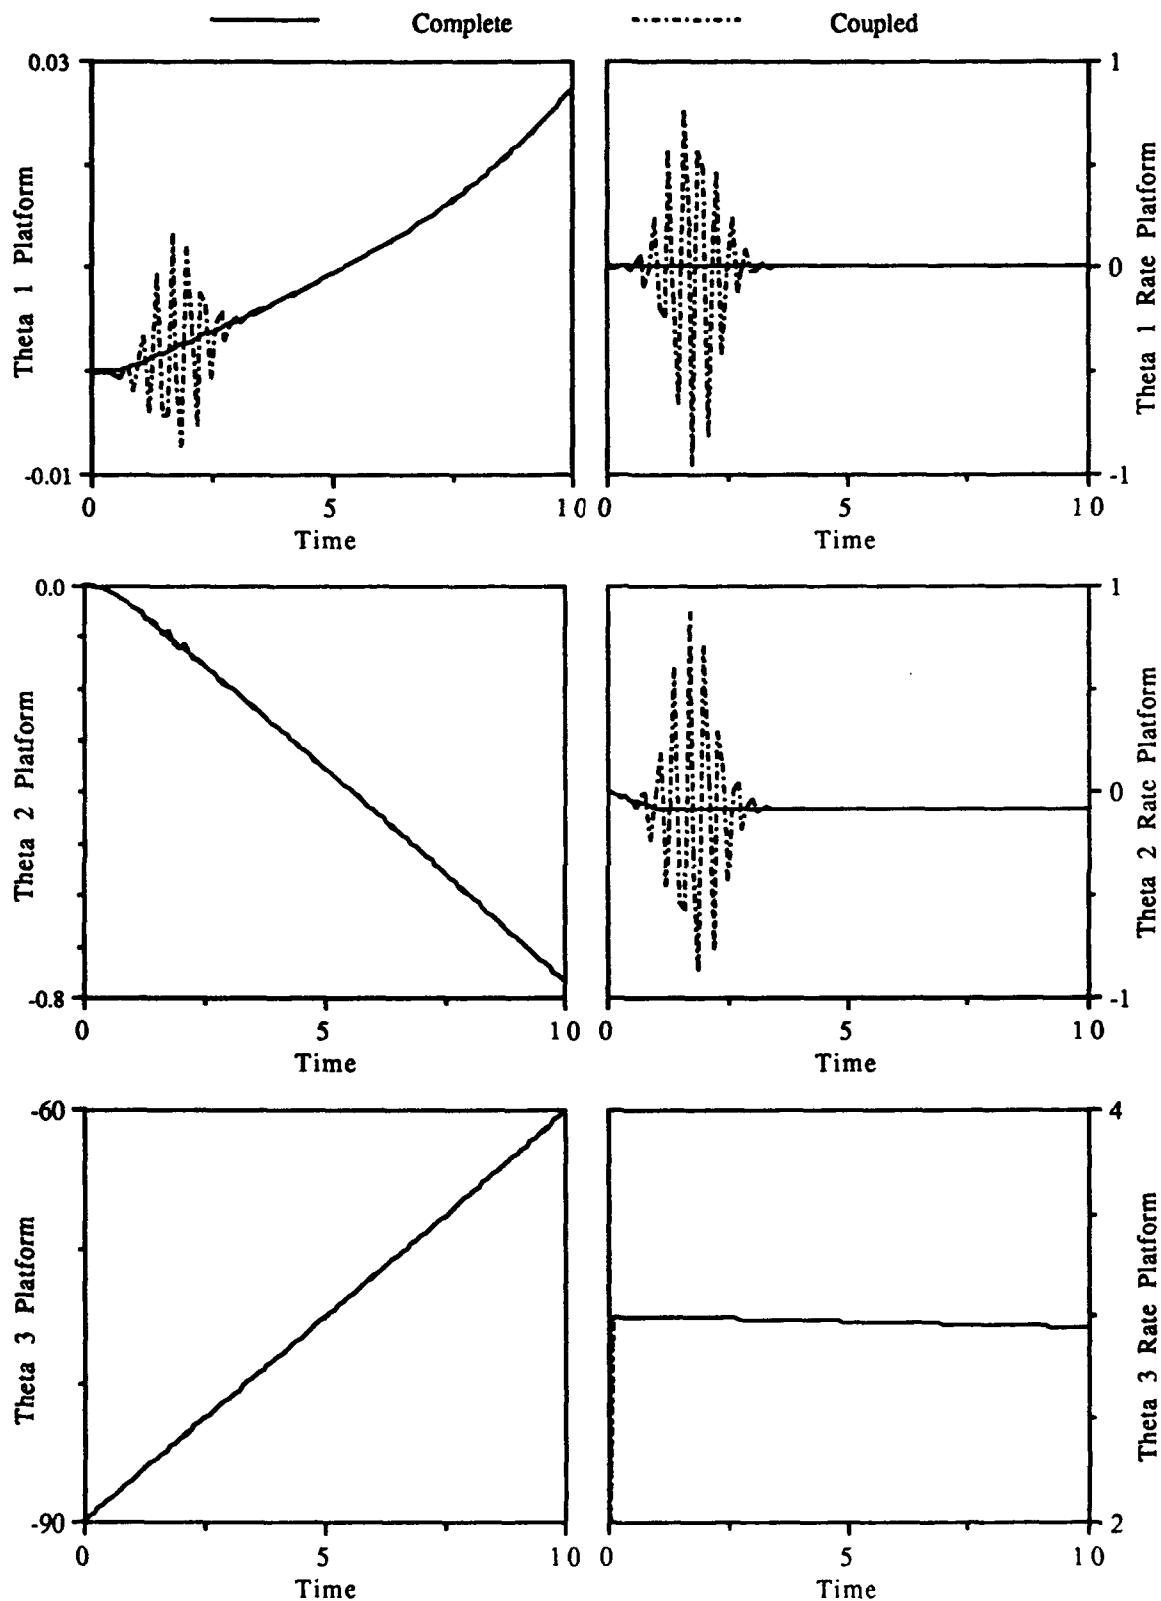 Complete Coupled
0.03
-0.01
Theta 1 Platform
0 5 10
Time
1
0
-1
Theta 1 Rate Platform
0 5 10
Time
0.0
-0.8
Theta 2 Platform
0 5 10
Time
1
0
-1
Theta 2 Rate Platform
0 5 10
Time
-60
-90
Theta 3 Platform
0 5 10
Time
4
2
Theta 3 Rate Platform
0 5 10
Time